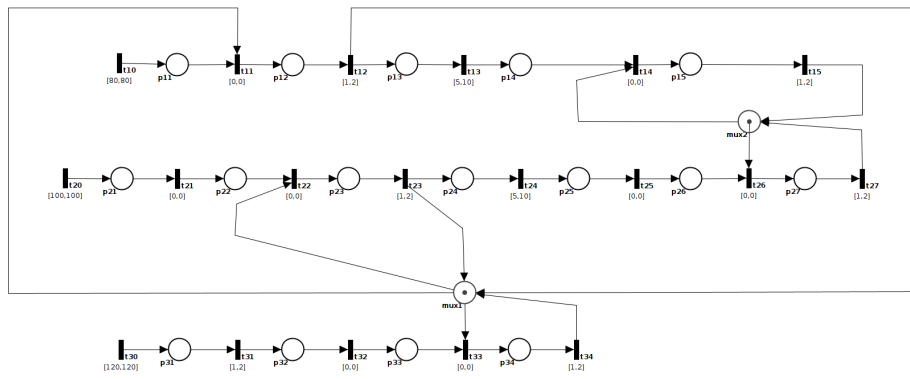 t10 p11 t11 p12 t12 p13 t13 p14 t14 p15 t15
[80,80] [0,0] [1,2] [5,10] [0,0] [1,2]
mux2
t20 p21 t21 p22 t22 p23 t23 p24 t24 p25 t25 p26 t26 p27 t27
[100,100] [0,0] [0,0] [1,2] [5,10] [0,0] [0,0] [1,2]
mux1
t30 p31 t31 p32 t32 p33 t33 p34 t34
[120,120] [1,2] [0,0] [0,0] [1,2]